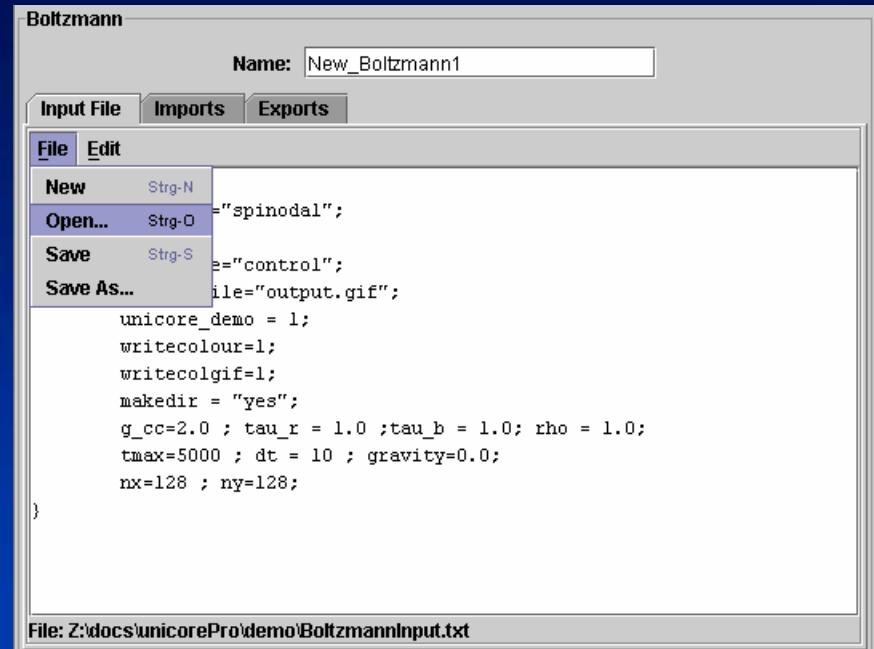 Boltzmann
Name: New_Boltzmann1
Input File Imports Exports
File Edit
New Strg-N
Open... Strg-O
Save Strg-S
Save As...
="spinodal";
e="control";
ile="output.gif";
unicore_demo = 1;
writecolour=1;
writecolgif=1;
makedir = "yes";
g_cc=2.0 ; tau_r = 1.0 ;tau_b = 1.0; rho = 1.0;
tmax=5000 ; dt = 10 ; gravity=0.0;
nx=128 ; ny=128;
}
File: Z:\docs\unicorePro\demo\BoltzmannInput.txt